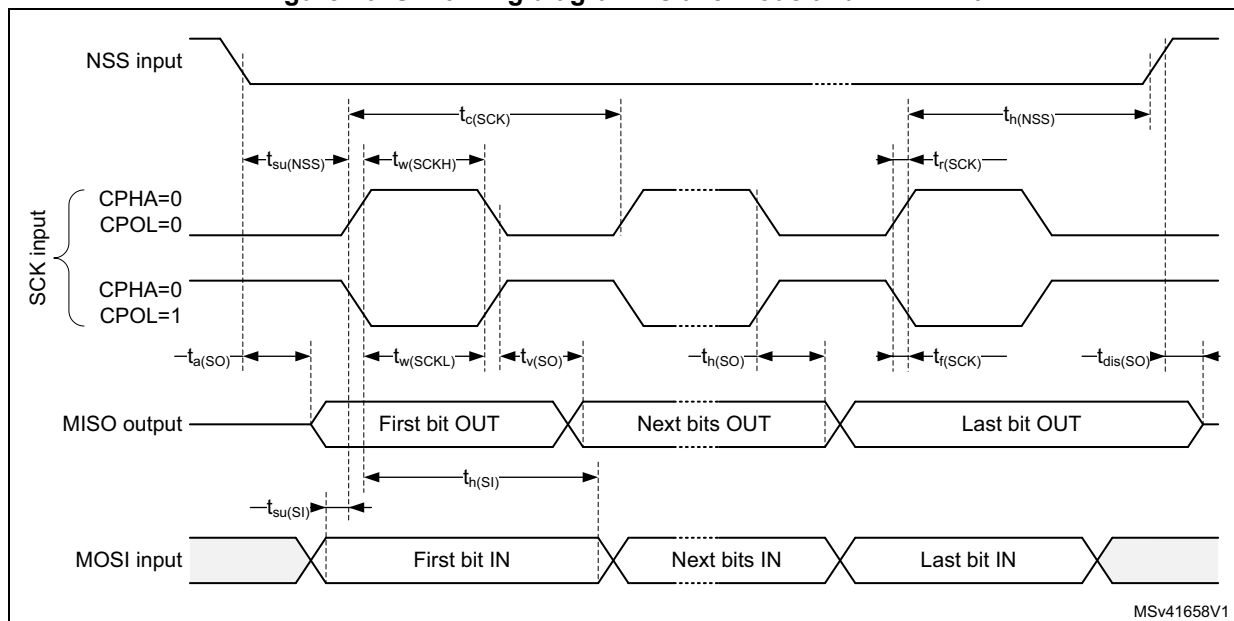 NSS input
tc(SCK)
th(NSS)
tsu(NSS)
tw(SCKH)
tr(SCK)
CPHA=0
CPOL=0
SCK input
CPHA=0
CPOL=1
ta(SO)
tw(SCKL)
tv(SO)
th(SO)
tf(SCK)
tdis(SO)
MISO output
First bit OUT
Next bits OUT
Last bit OUT
th(SI)
tsu(SI)
MOSI input
First bit IN
Next bits IN
Last bit IN
MSv41658V1